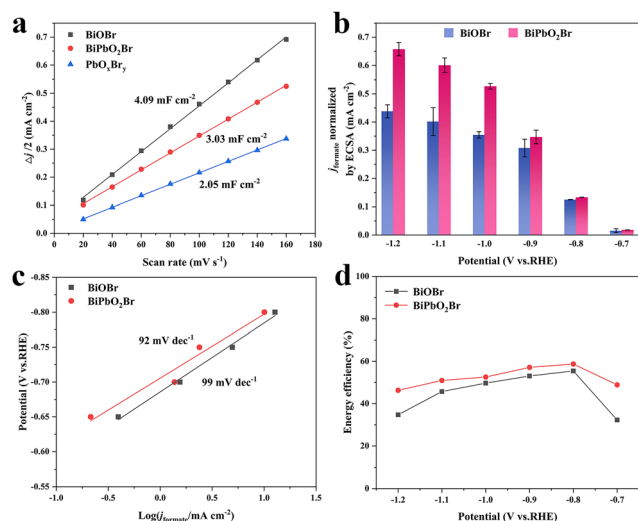 a
BiOBr
BiPbO₂Br
PbOₓBrᵧ
4.09 mF cm⁻²
3.03 mF cm⁻²
2.05 mF cm⁻²
Δj/2 (mA cm⁻²)
0.7
0.6
0.5
0.4
0.3
0.2
0.1
0.0
0 20 40 60 80 100 120 140 160 180
Scan rate (mV s⁻¹)
b
BiOBr BiPbO₂Br
j formate normalized
by ECSA (mA cm⁻²)
0.8
0.7
0.6
0.5
0.4
0.3
0.2
0.1
0.0
-1.2 -1.1 -1.0 -0.9 -0.8 -0.7
Potential (V vs.RHE)
c
BiOBr
BiPbO₂Br
92 mV dec⁻¹
99 mV dec⁻¹
Potential (V vs.RHE)
-0.85
-0.80
-0.75
-0.70
-0.65
-0.60
-0.55
-0.50
-1.0 -0.5 0.0 0.5 1.0 1.5
Log(j formate/mA cm⁻²)
d
BiOBr
BiPbO₂Br
Energy efficiency (%)
100
80
60
40
20
0
-1.2 -1.1 -1.0 -0.9 -0.8 -0.7
Potential (V vs.RHE)